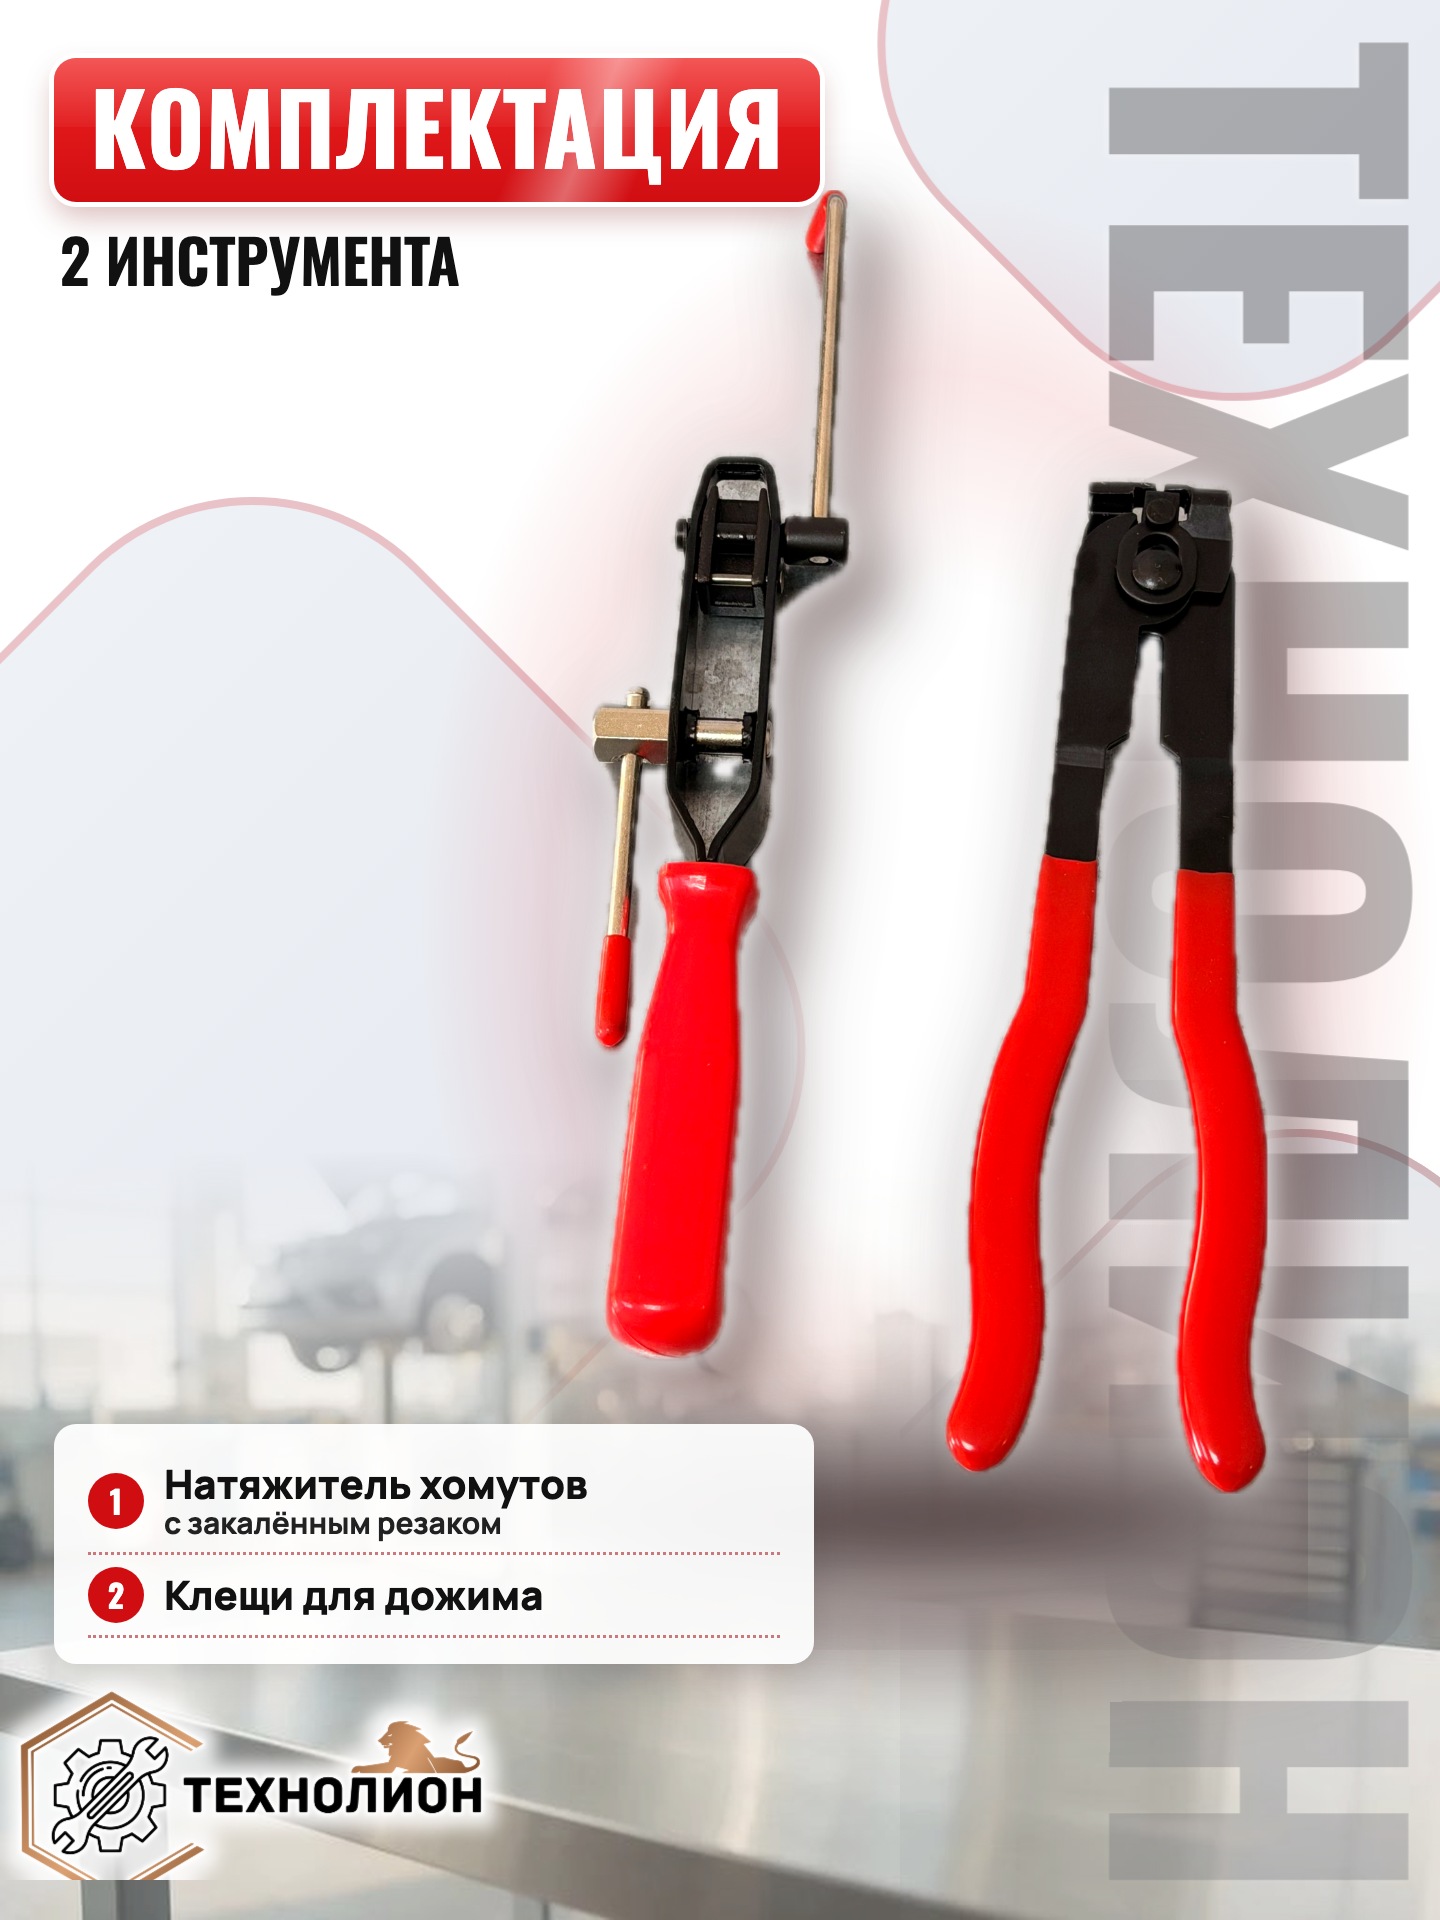 КОМПЛЕКТАЦИЯ
2 ИНСТРУМЕНТА
1 Натяжитель хомутов
с закалённым резаком
2 Клещи для дожима
ТЕХНОЛИОН
ТЕХНОЛИОН